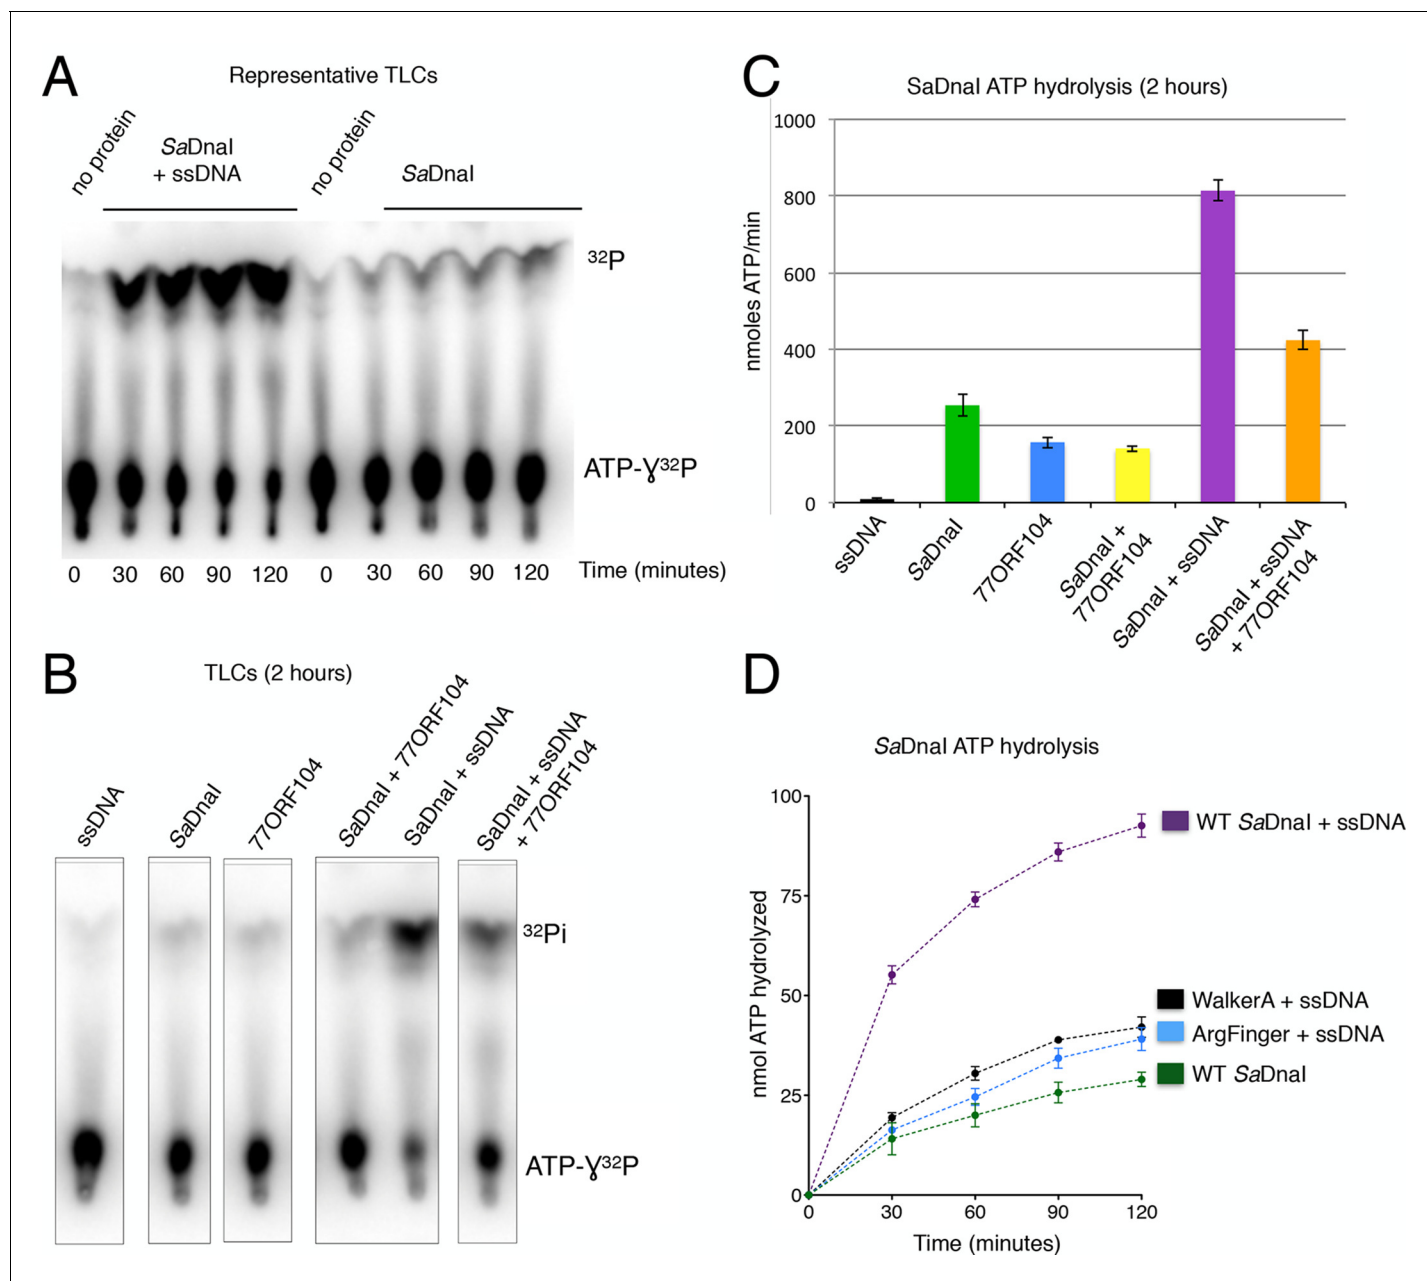 A
Representative TLCs
no protein
SaDnaI
+ ssDNA
no protein
SaDnaI
32P
ATP-Ɣ32P
0 30 60 90 120 0 30 60 90 120 Time (minutes)
B
TLCs (2 hours)
ssDNA
SaDnaI
77ORF104
SaDnaI + 77ORF104
SaDnaI + ssDNA
SaDnaI + ssDNA
+ 77ORF104
32Pi
ATP-Ɣ32P
C
SaDnaI ATP hydrolysis (2 hours)
nmoles ATP/min
1000
800
600
400
200
0
ssDNA
SaDnaI
77ORF104
SaDnaI +
77ORF104
SaDnaI + ssDNA
SaDnaI + ssDNA
+ 77ORF104
D
SaDnaI ATP hydrolysis
nmol ATP hydrolyzed
100
75
50
25
0
0 30 60 90 120
Time (minutes)
WT SaDnaI + ssDNA
WalkerA + ssDNA
ArgFinger + ssDNA
WT SaDnaI